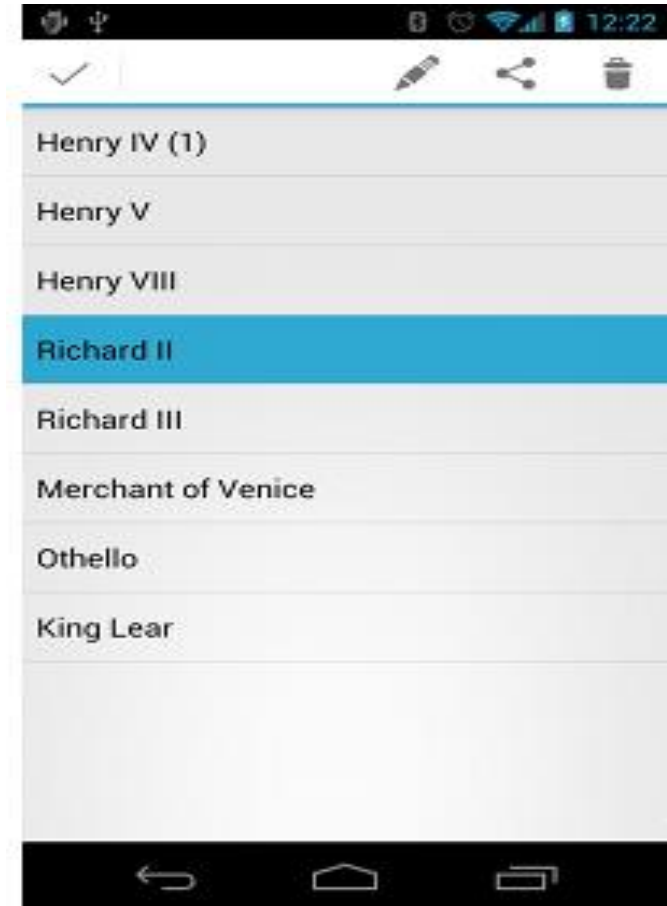 12:22
Henry IV (1)
Henry V
Henry VIII
Richard II
Richard III
Merchant of Venice
Othello
King Lear